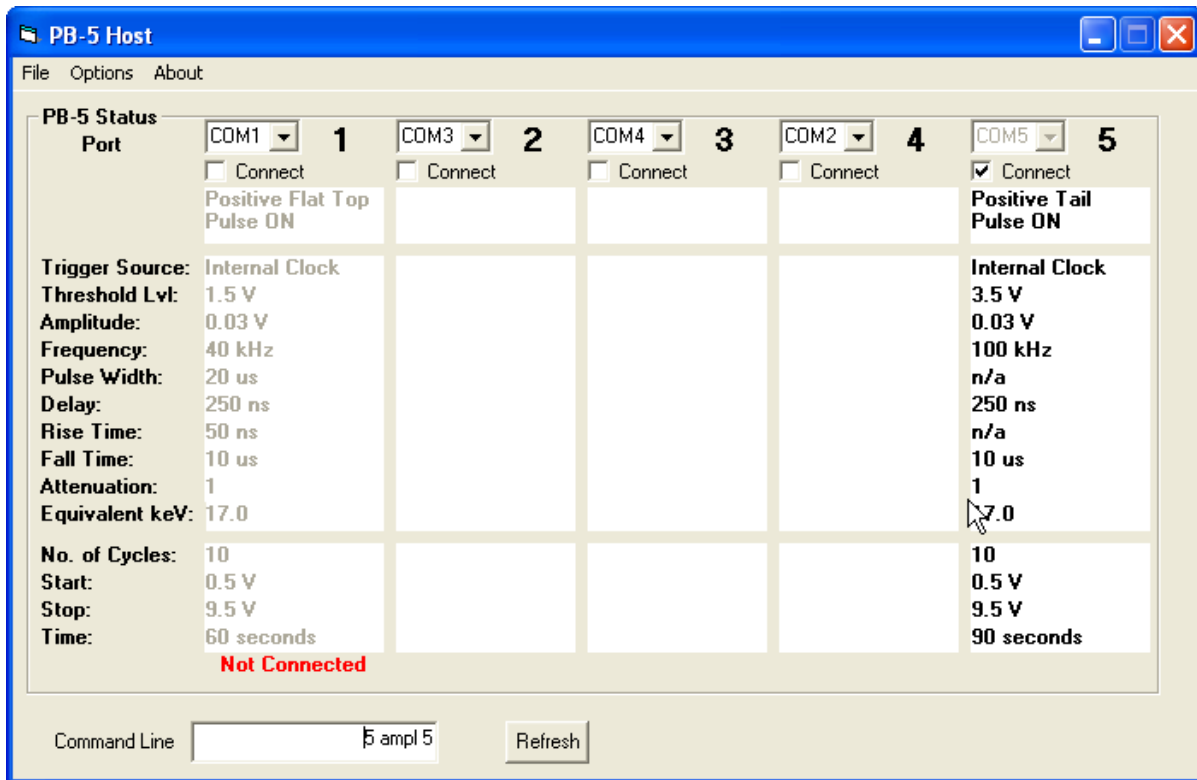 PB-5 Host
File Options About
PB-5 Status
Port COM1 1 COM3 2 COM4 3 COM2 4 COM5 5
Connect Connect Connect Connect Connect
Positive Flat Top Positive Tail
Pulse ON Pulse ON
Trigger Source: Internal Clock Internal Clock
Threshold Lvl: 1.5 V 3.5 V
Amplitude: 0.03 V 0.03 V
Frequency: 40 kHz 100 kHz
Pulse Width: 20 us n/a
Delay: 250 ns 250 ns
Rise Time: 50 ns n/a
Fall Time: 10 us 10 us
Attenuation: 1 1
Equivalent keV: 17.0 17.0
No. of Cycles: 10 10
Start: 0.5 V 0.5 V
Stop: 9.5 V 9.5 V
Time: 60 seconds 90 seconds
Not Connected
Command Line 5 ampl 5 Refresh